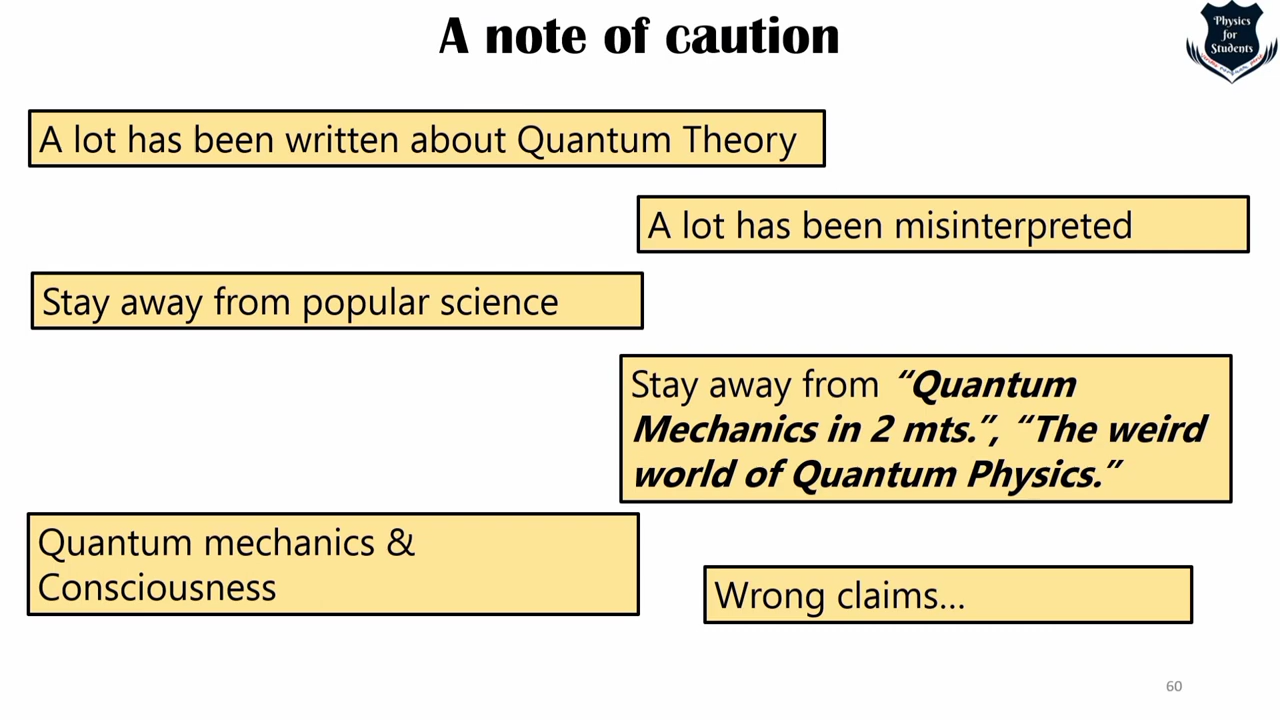 A note of caution
Physics
for
Students
A lot has been written about Quantum Theory
A lot has been misinterpreted
Stay away from popular science
Stay away from “Quantum
Mechanics in 2 mts.”, “The weird
world of Quantum Physics.”
Quantum mechanics &
Consciousness
Wrong claims...
60